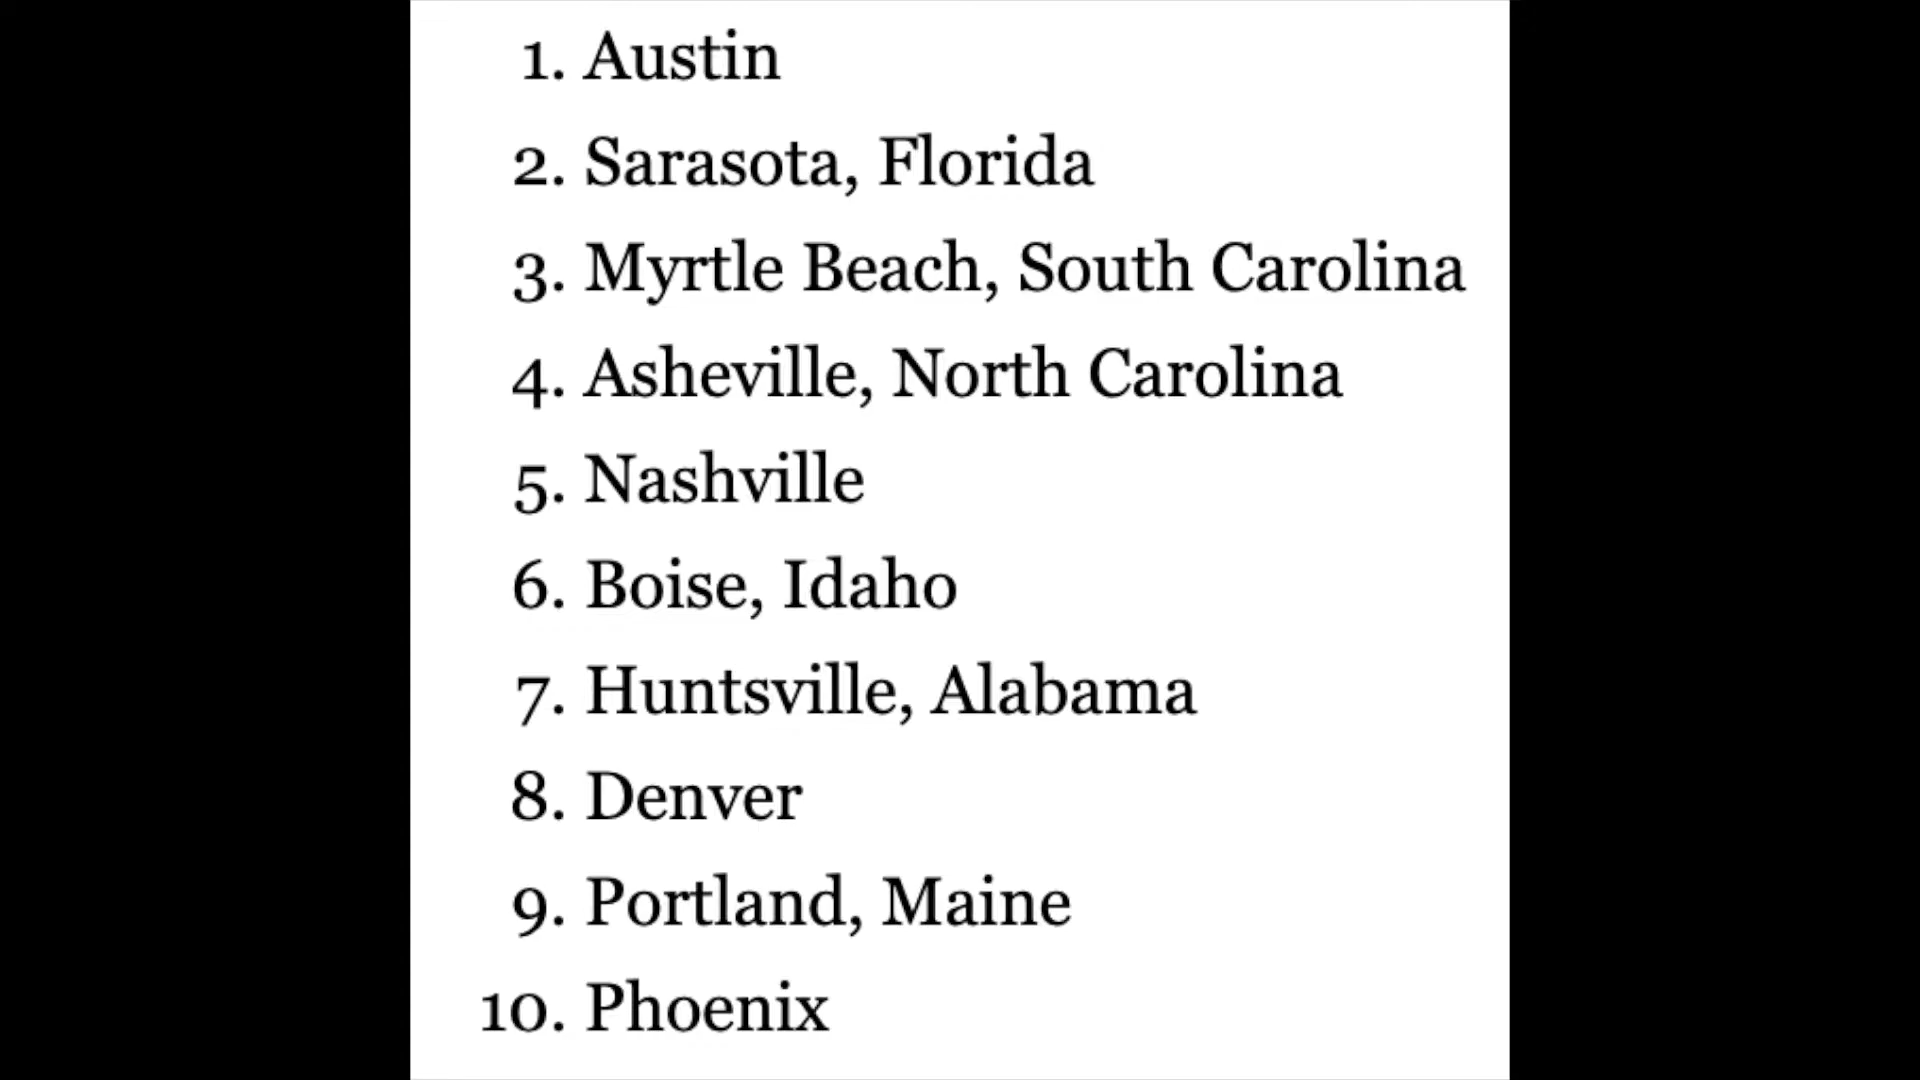 1. Austin
2. Sarasota, Florida
3. Myrtle Beach, South Carolina
4. Asheville, North Carolina
5. Nashville
6. Boise, Idaho
7. Huntsville, Alabama
8. Denver
9. Portland, Maine
10. Phoenix